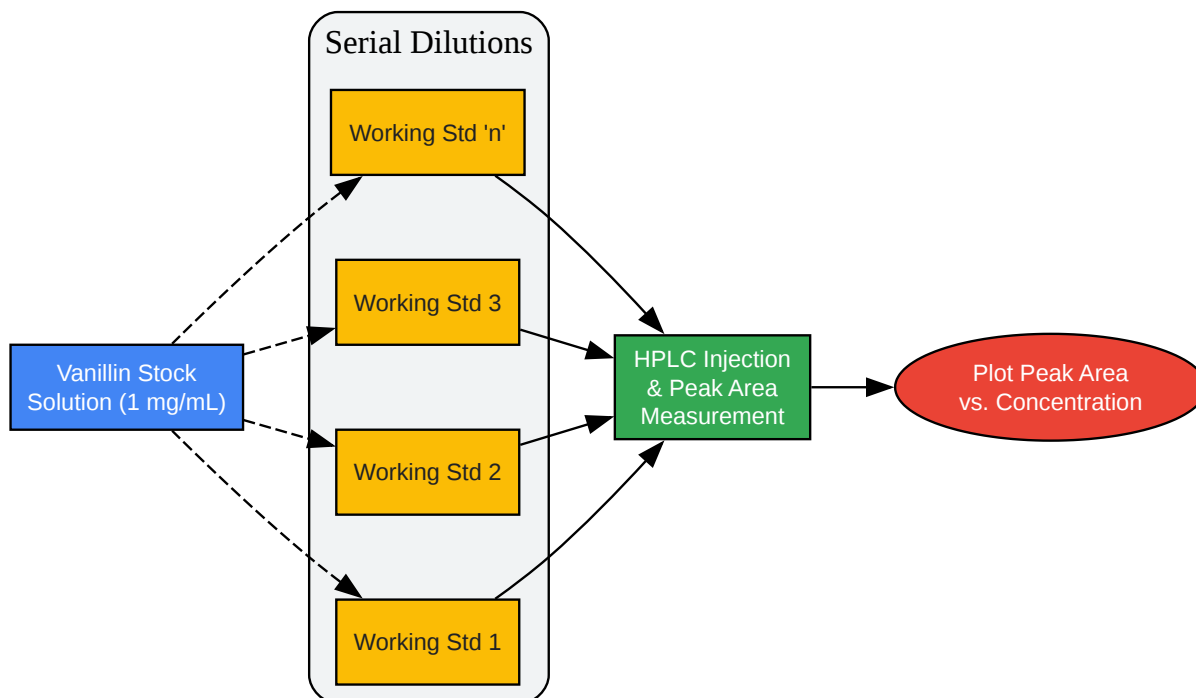 Serial Dilutions
Working Std 'n'
Working Std 3
Vanillin Stock
Solution (1 mg/mL)
HPLC Injection
& Peak Area
Measurement
Plot Peak Area
vs. Concentration
Working Std 2
Working Std 1